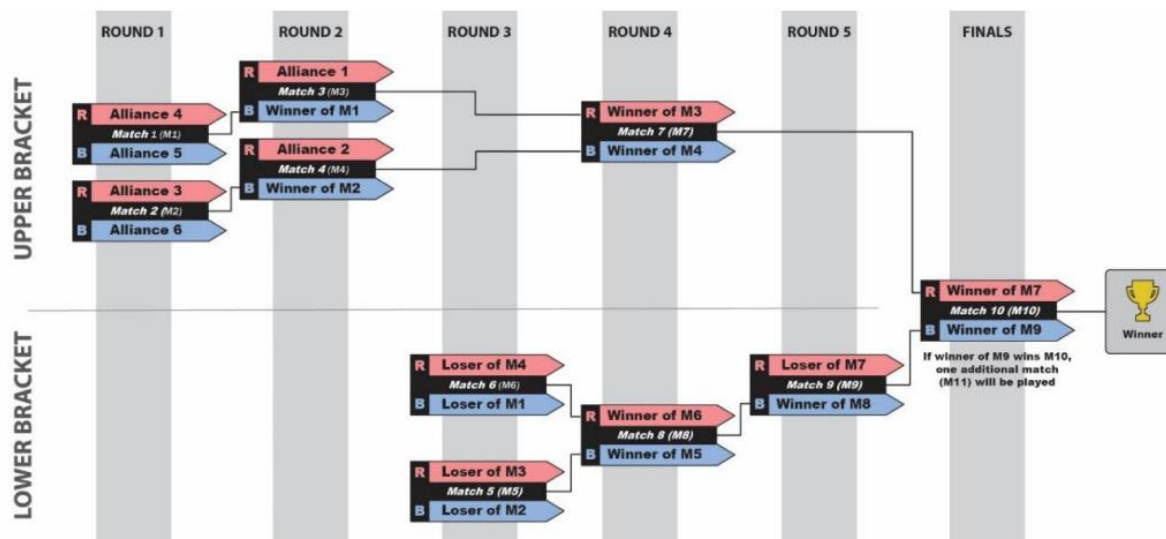 ROUND 1
ROUND 2
ROUND 3
ROUND 4
ROUND 5
FINALS
UPPER BRACKET
R Alliance 4
Match 1 (M1)
B Alliance 5
R Alliance 3
Match 2 (M2)
B Alliance 6
R Alliance 1
Match 3 (M3)
B Winner of M1
R Alliance 2
Match 4 (M4)
B Winner of M2
R Winner of M3
Match 7 (M7)
B Winner of M4
LOWER BRACKET
R Loser of M4
Match 6 (M6)
B Loser of M1
R Loser of M3
Match 5 (M5)
B Loser of M2
R Winner of M6
Match 8 (M8)
B Winner of M5
R Loser of M7
Match 9 (M9)
B Winner of M8
R Winner of M7
Match 10 (M10)
B Winner of M9
If winner of M9 wins M10,
one additional match
(M11) will be played
Winner